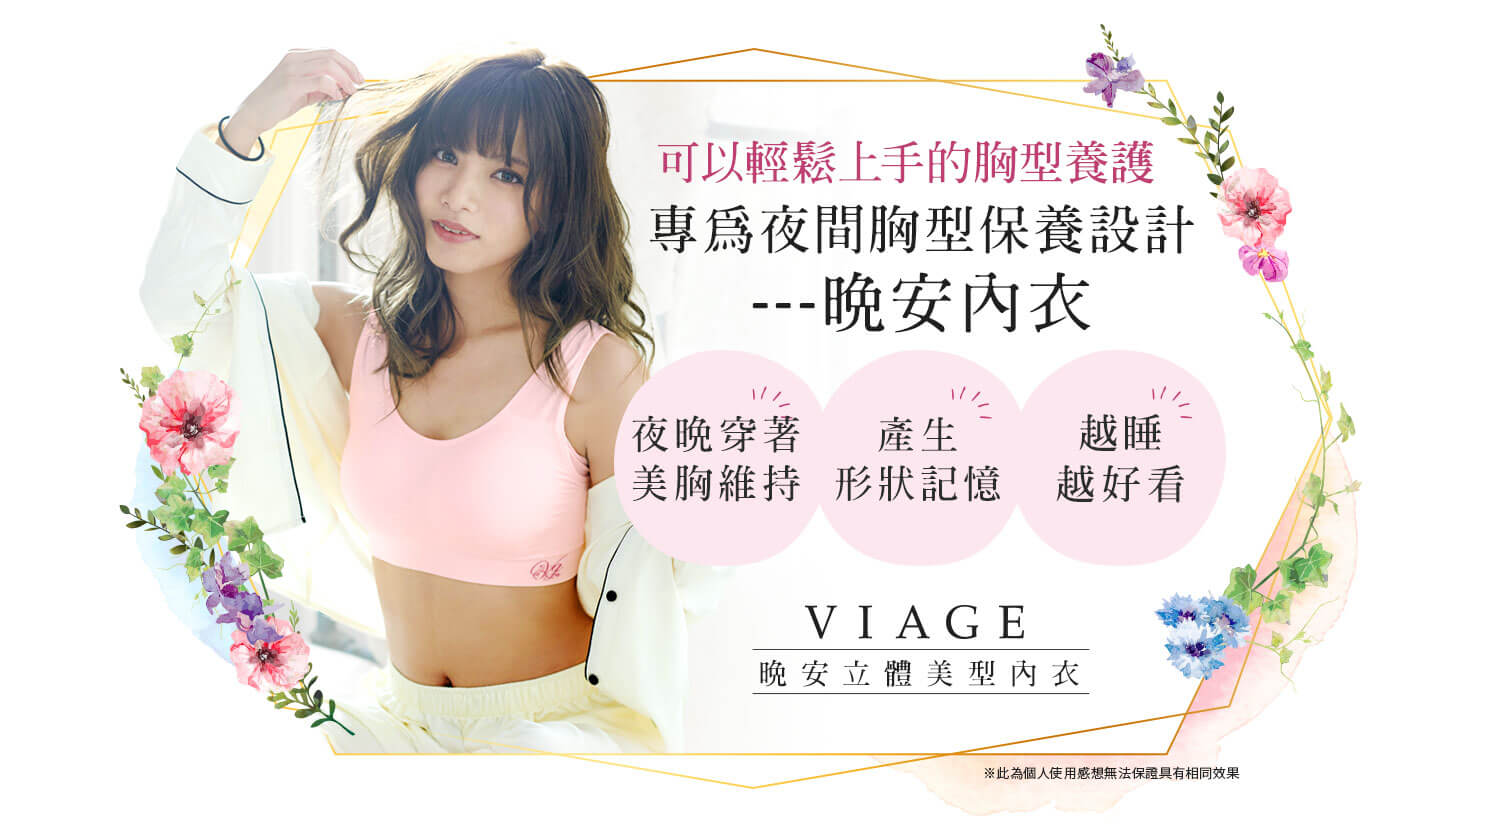 可以輕鬆上手的胸型養護
專爲夜間胸型保養設計
---晚安內衣
夜晚穿著
美胸維持
產生
形狀記憶
越睡
越好看
VIAGE
晚安立體美型內衣
※此為個人使用感想無法保證具有相同效果